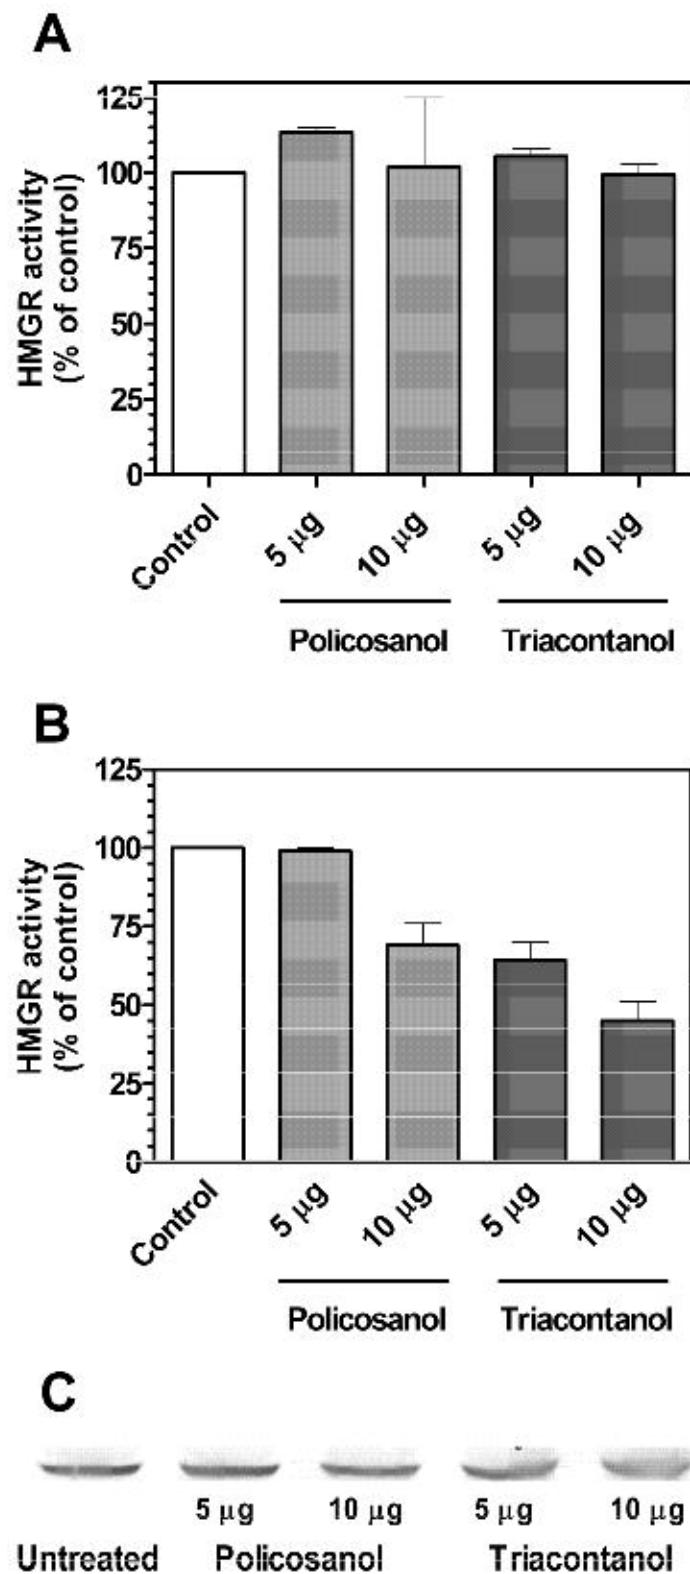 A
HMGR activity
(% of control)
125
100
75
50
25
0
Control
5 µg
10 µg
5 µg
10 µg
Policosanol
Triacontanol
B
HMGR activity
(% of control)
125
100
75
50
25
0
Control
5 µg
10 µg
5 µg
10 µg
Policosanol
Triacontanol
C
5 µg
10 µg
5 µg
10 µg
Untreated
Policosanol
Triacontanol